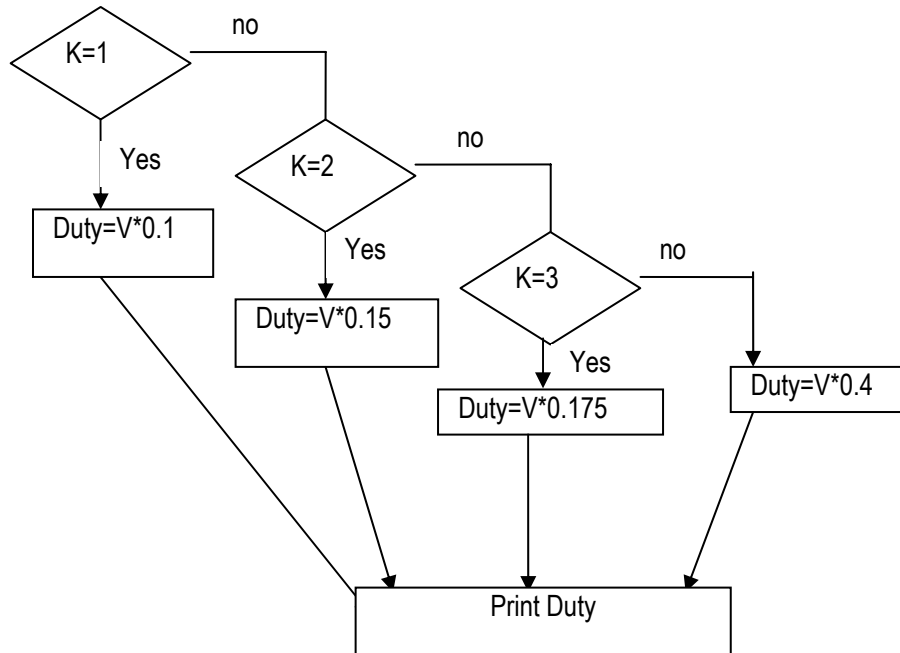 K=1
no
Yes
Duty=V*0.1
K=2
no
Yes
Duty=V*0.15
K=3
no
Yes
Duty=V*0.175
Duty=V*0.4
Print Duty